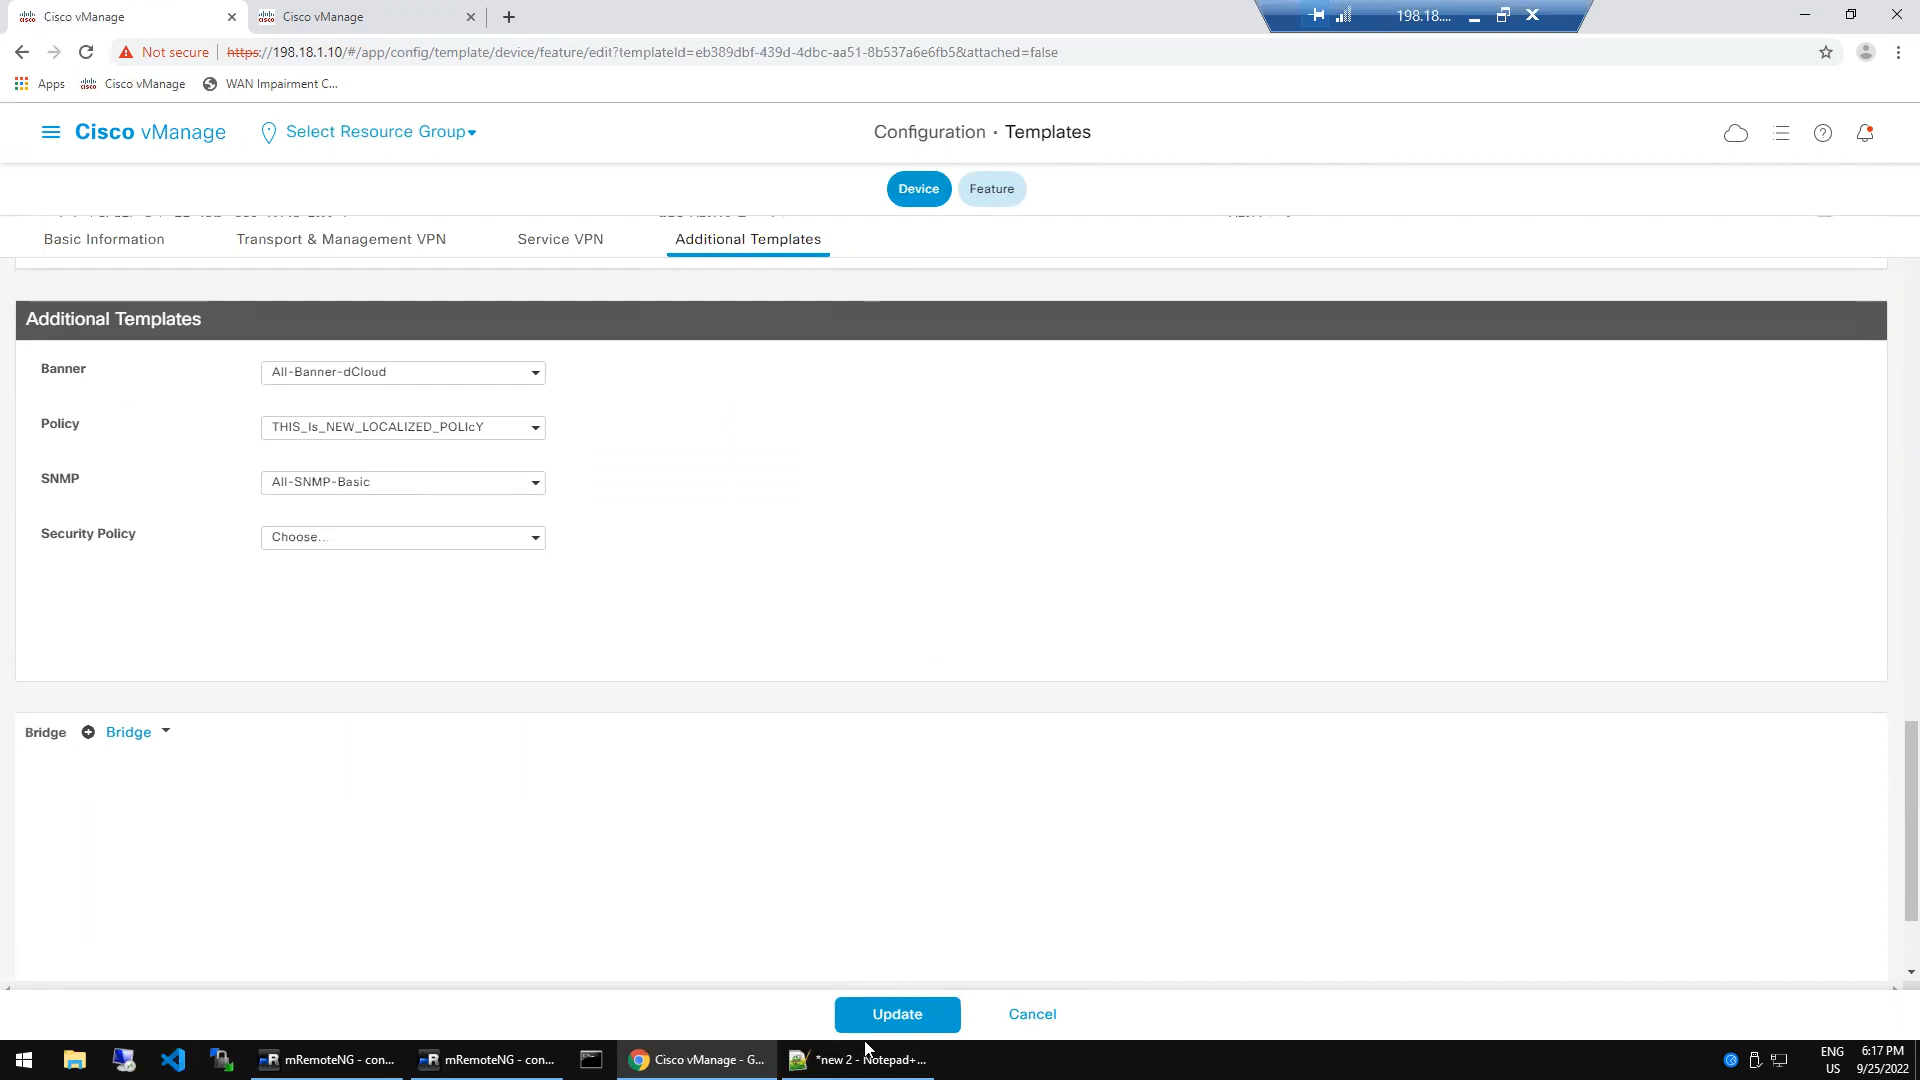 Cisco vManage
Cisco vManage
198.18....
Not secure
https://198.18.1.10/#/app/config/template/device/feature/edit?templateId=eb389dbf-439d-4dbc-aa51-8b537a6e6fb5&attached=false
Apps
Cisco vManage
WAN Impairment C...
Cisco vManage
Select Resource Group
Configuration · Templates
Device
Feature
Basic Information
Transport & Management VPN
Service VPN
Additional Templates
Additional Templates
Banner
All-Banner-dCloud
Policy
THIS_Is_NEW_LOCALIZED_POLIcY
SNMP
All-SNMP-Basic
Security Policy
Choose...
Bridge
Bridge
Update
Cancel
mRemoteNG - con...
mRemoteNG - con...
Cisco vManage - G...
*new 2 - Notepad+...
ENG
US
6:17 PM
9/25/2022